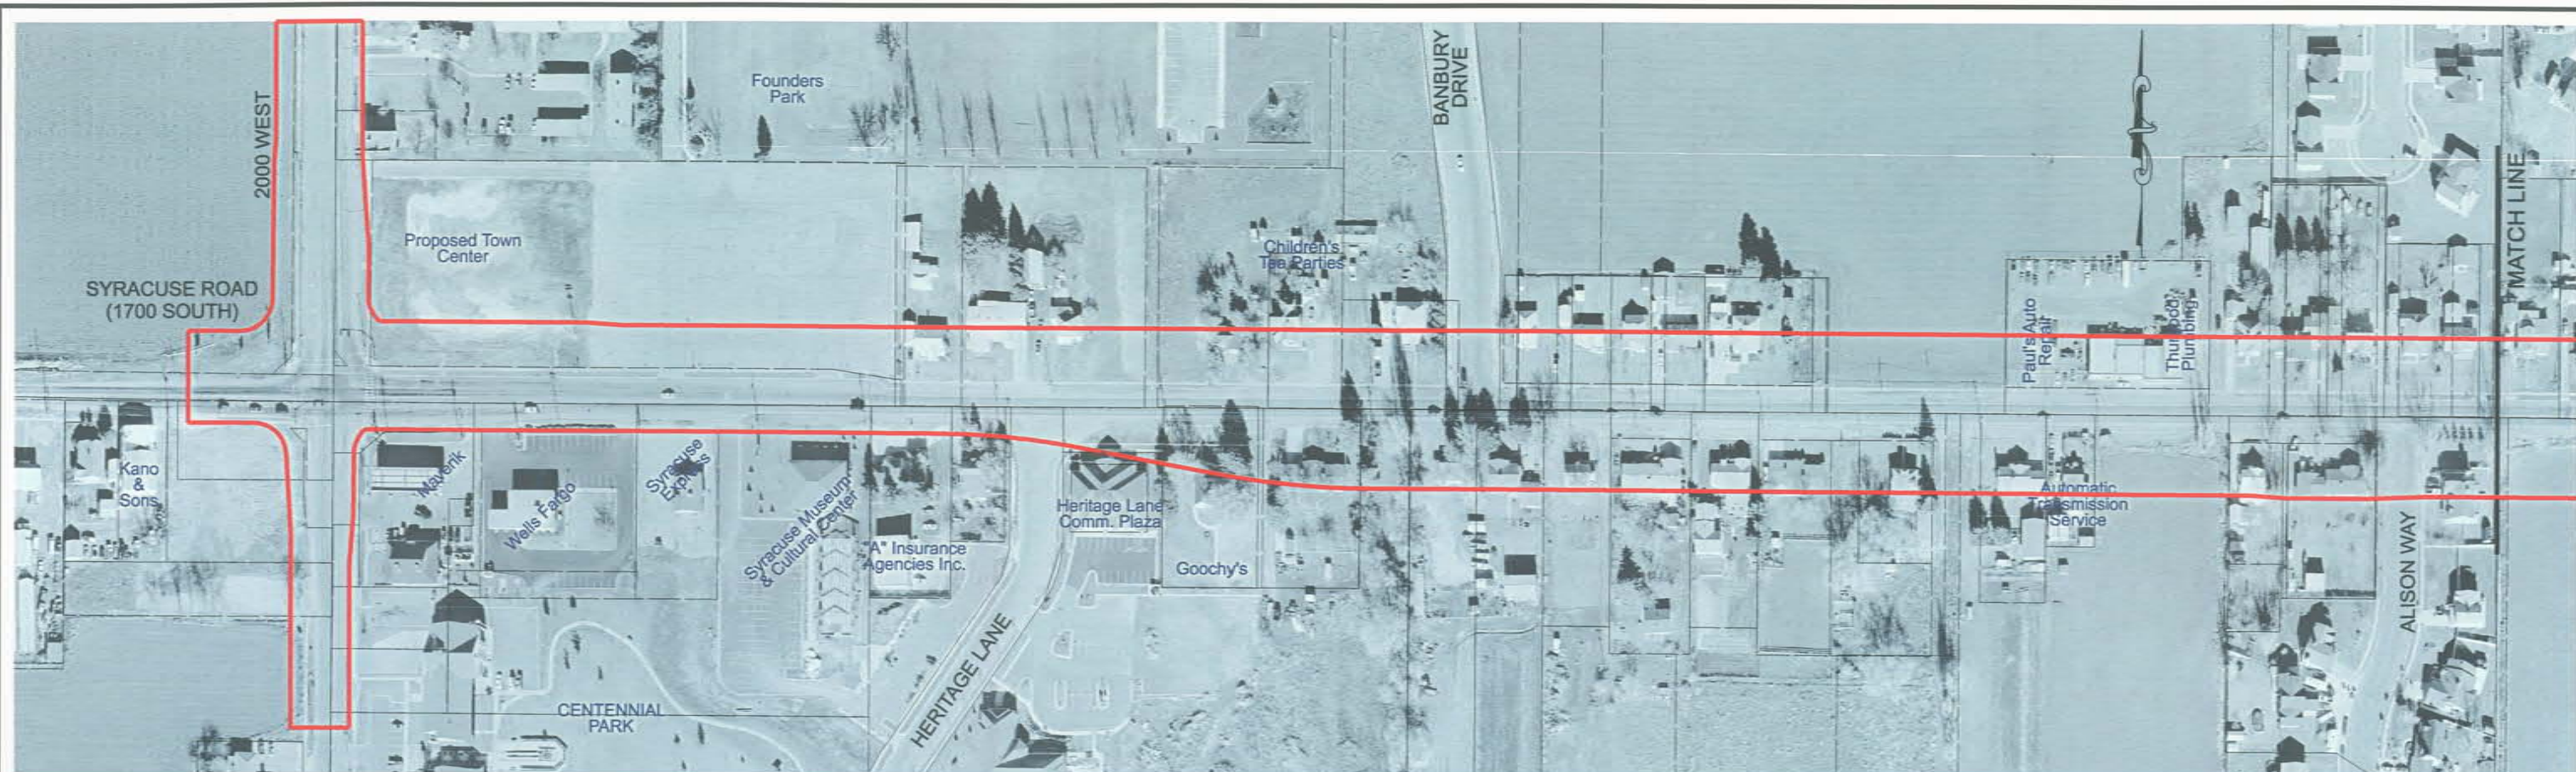 2000 WEST
SYRACUSE ROAD
(1700 SOUTH)
Founders
Park
Proposed Town
Center
BANBURY
DRIVE
Children's
Tea Parties
Paul's Auto
Repair
Plumbing
MATCH LINE
Kano
&
Sons
Maverik
Wells Fargo
Syracuse
Express
Syracuse Museum
& Cultural Center
"A" Insurance
Agencies Inc.
HERITAGE LANE
Heritage Lane
Comm. Plaza
Goochy's
Automatic
Transmission
Service
ALISON WAY
CENTENNIAL
PARK